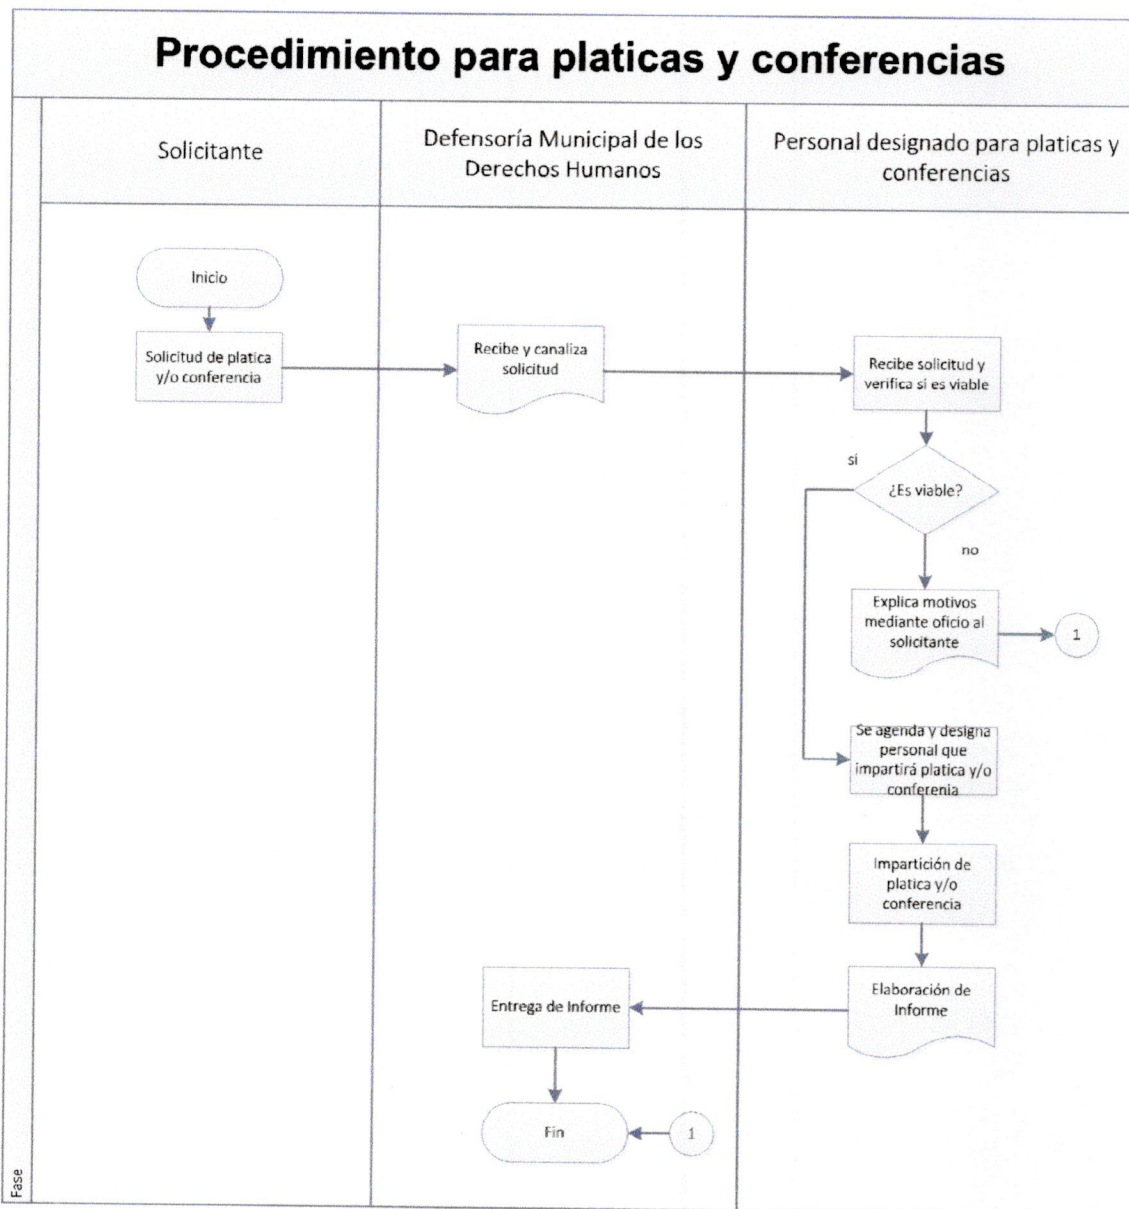 Procedimiento para platicas y conferencias
Solicitante
Defensoría Municipal de los
Derechos Humanos
Personal designado para platicas y
conferencias
Inicio
Solicitud de platica
y/o conferencia
Recibe y canaliza
solicitud
Recibe solicitud y
verifica si es viable
sí
¿Es viable?
no
Explica motivos
mediante oficio al
solicitante
1
Se agenda y designa
personal que
impartirá platica y/o
conferenia
Impartición de
platica y/o
conferencia
Elaboración de
Informe
Entrega de Informe
Fin
1
Fase